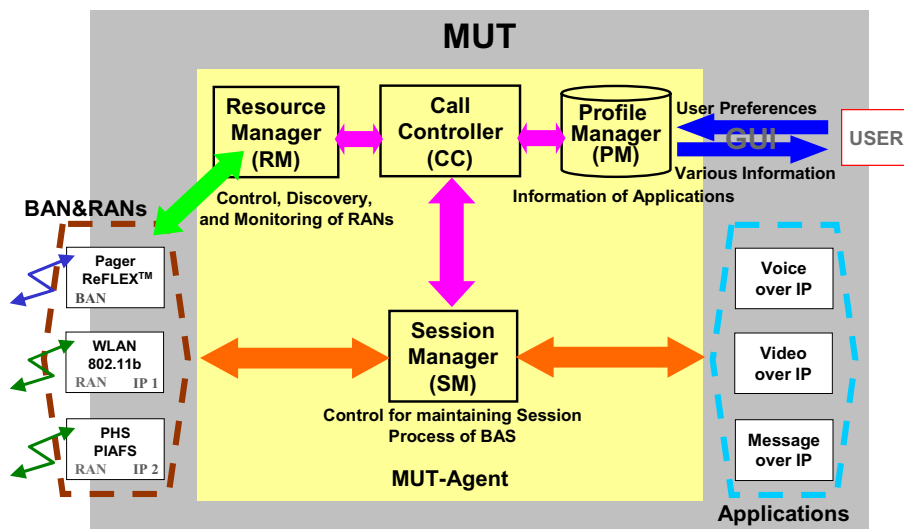 MUT
Resource
Manager
(RM)
Call
Controller
(CC)
Profile
Manager
(PM)
User Preferences
GUI
Various Information
USER
Control, Discovery,
and Monitoring of RANs
Information of Applications
BAN&RANs
Pager
ReFLEX™
BAN
WLAN
802.11b
RAN IP 1
PHS
PIAFS
RAN IP 2
Session
Manager
(SM)
Control for maintaining Session
Process of BAS
MUT-Agent
Voice
over IP
Video
over IP
Message
over IP
Applications